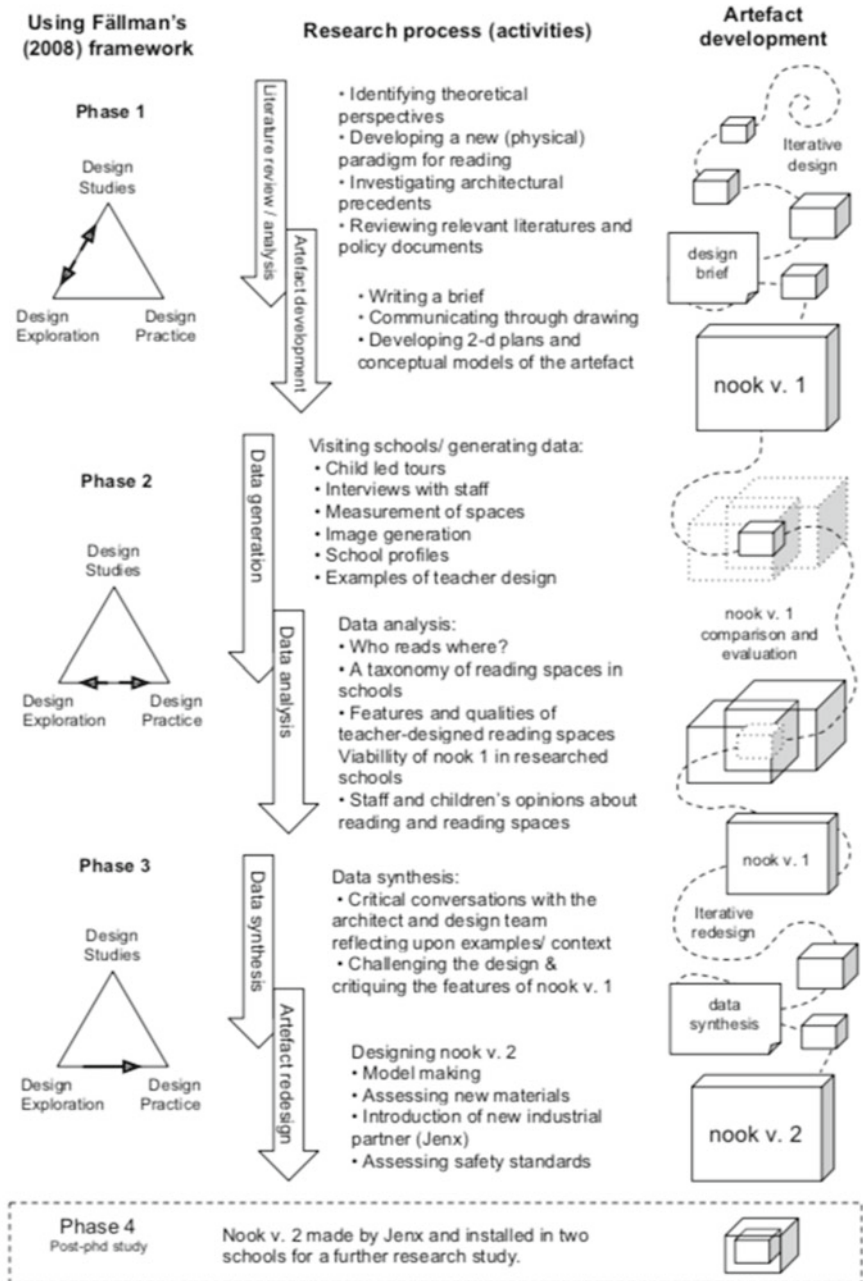 Using Fällman's
(2008) framework
Research process (activities)
Artefact
development
Phase 1
Design
Studies
Design
Exploration
Design
Practice
Literature review / analysis
Artefact development
• Identifying theoretical
perspectives
• Developing a new (physical)
paradigm for reading
• Investigating architectural
precedents
• Reviewing relevant literatures and
policy documents
• Writing a brief
• Communicating through drawing
• Developing 2-d plans and
conceptual models of the artefact
Iterative
design
design
brief
nook v. 1
Phase 2
Design
Studies
Design
Exploration
Design
Practice
Data generation
Data analysis
Visiting schools/ generating data:
• Child led tours
• Interviews with staff
• Measurement of spaces
• Image generation
• School profiles
• Examples of teacher design
Data analysis:
• Who reads where?
• A taxonomy of reading spaces in
schools
• Features and qualities of
teacher-designed reading spaces
Viabillity of nook 1 in researched
schools
• Staff and children's opinions about
reading and reading spaces
nook v. 1
comparison and
evaluation
nook v. 1
Phase 3
Design
Studies
Design
Exploration
Design
Practice
Data synthesis
Artefact redesign
Data synthesis:
• Critical conversations with the
architect and design team
reflecting upon examples/ context
• Challenging the design &
critiquing the features of nook v. 1
Designing nook v. 2
• Model making
• Assessing new materials
• Introduction of new industrial
partner (Jenx)
• Assessing safety standards
Iterative
redesign
data
synthesis
nook v. 2
Phase 4
Post-phd study
Nook v. 2 made by Jenx and installed in two
schools for a further research study.